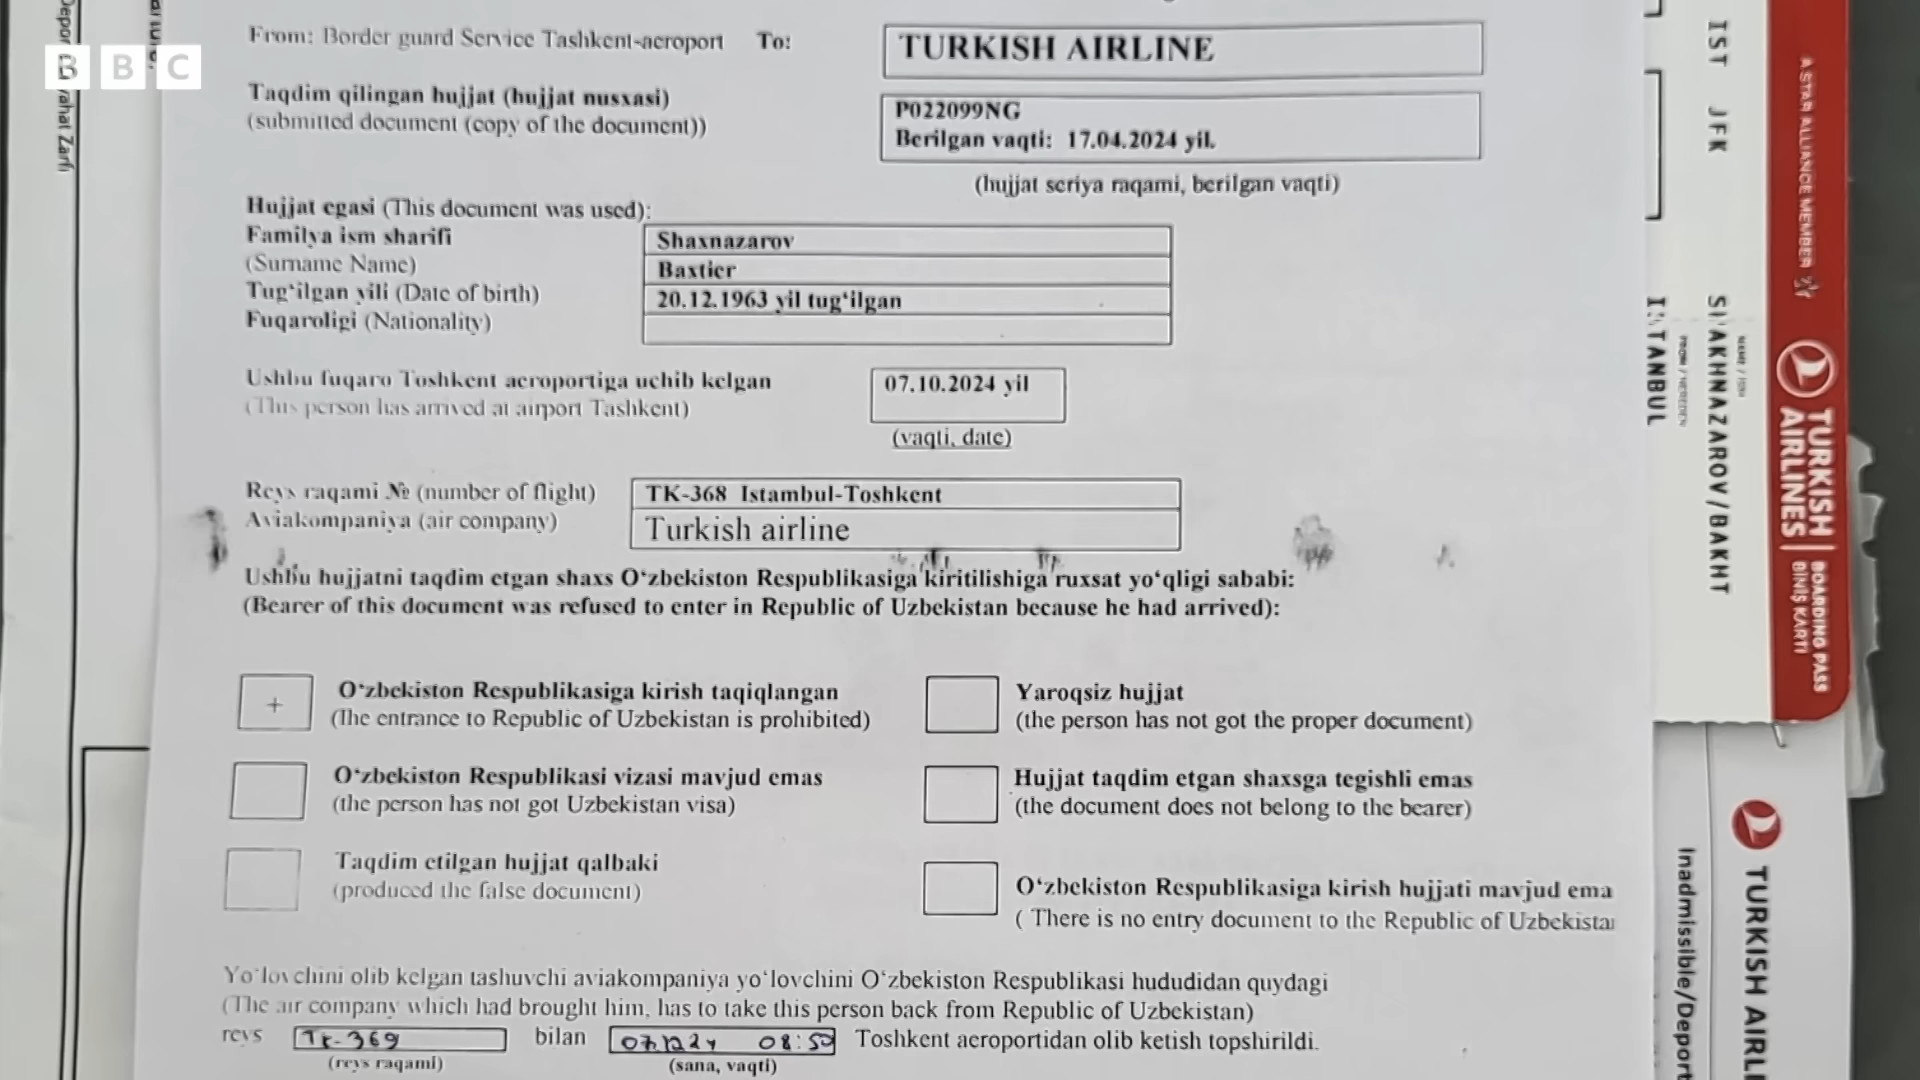 From: Border guard Service Tashkent-aeroport To:
TURKISH AIRLINE
Taqdim qilingan hujjat (hujjat nusxasi)
(submitted document (copy of the document))
P022099NG
Berilgan vaqti: 17.04.2024 yil.
(hujjat seriya raqami, berilgan vaqti)
Hujjat egasi (This document was used):
Familya ism sharifi
(Surname Name)
Shaxnazarov
Baxtier
Tug‘ilgan yili (Date of birth)
20.12.1963 yil tug‘ilgan
Fuqaroligi (Nationality)
Ushbu fuqaro Toshkent aeroportiga uchib kelgan
(This person has arrived at airport Tashkent)
07.10.2024 yil
(vaqti, date)
Reys raqami № (number of flight)
TK-368 Istambul-Toshkent
Aviakompaniya (air company)
Turkish airline
Ushbu hujjatni taqdim etgan shaxs O‘zbekiston Respublikasiga kiritilishiga ruxsat yo‘qligi sababi:
(Bearer of this document was refused to enter in Republic of Uzbekistan because he had arrived):
+
O‘zbekiston Respublikasiga kirish taqiqlangan
(The entrance to Republic of Uzbekistan is prohibited)
Yaroqsiz hujjat
(the person has not got the proper document)
O‘zbekiston Respublikasi vizasi mavjud emas
(the person has not got Uzbekistan visa)
Hujjat taqdim etgan shaxsga tegishli emas
(the document does not belong to the bearer)
Taqdim etilgan hujjat qalbaki
(produced the false document)
O‘zbekiston Respublikasiga kirish hujjati mavjud ema
( There is no entry document to the Republic of Uzbekistan
Yo‘lovchini olib kelgan tashuvchi aviakompaniya yo‘lovchini O‘zbekiston Respublikasi hududidan quydagi
(The air company which had brought him, has to take this person back from Republic of Uzbekistan)
reys TK-369 bilan 08:50 Toshkent aeroportidan olib ketish topshirildi.
(reys raqami) (sana, vaqti)
BBC
IST JFK
SHAKHNAZAROV/BAKHT
NAME /
FROM / NEREDEN
ISTANBUL
A STAR ALLIANCE MEMBER
TURKISH
AIRLINES
BOARDING PASS
BİNİŞ KARTI
TURKISH AIRL
Inadmissible/Deport
Zarfı